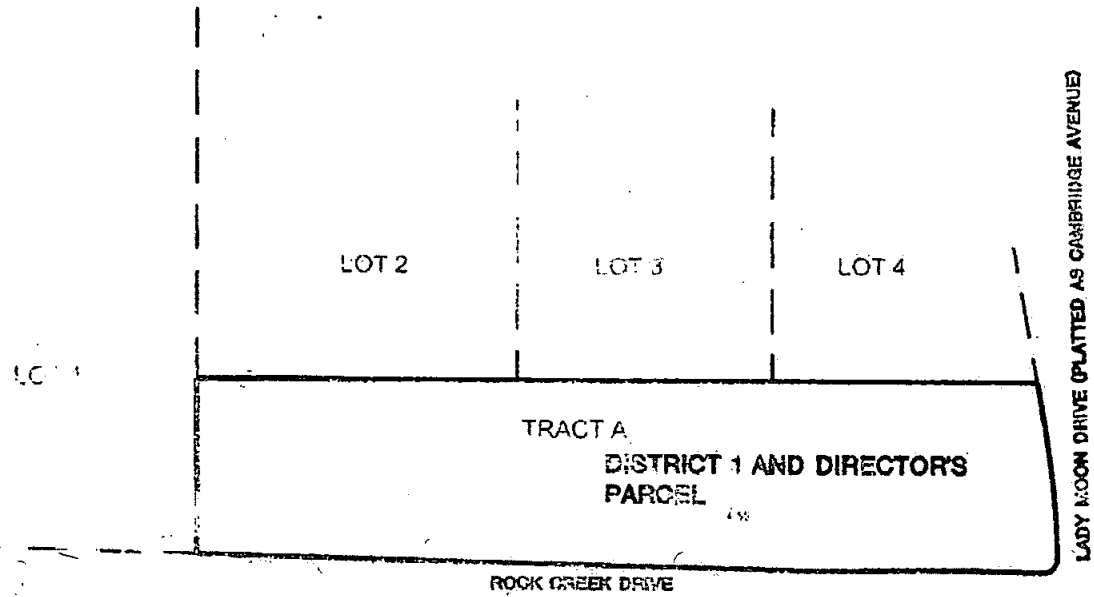 LOT 2
LOT 3
LOT 4
TRACT A
DISTRICT 1 AND DIRECTOR'S
PARCEL
ROCK CREEK DRIVE
LADY MOON DRIVE (PLATTED AS CAMBRIDGE AVENUE)